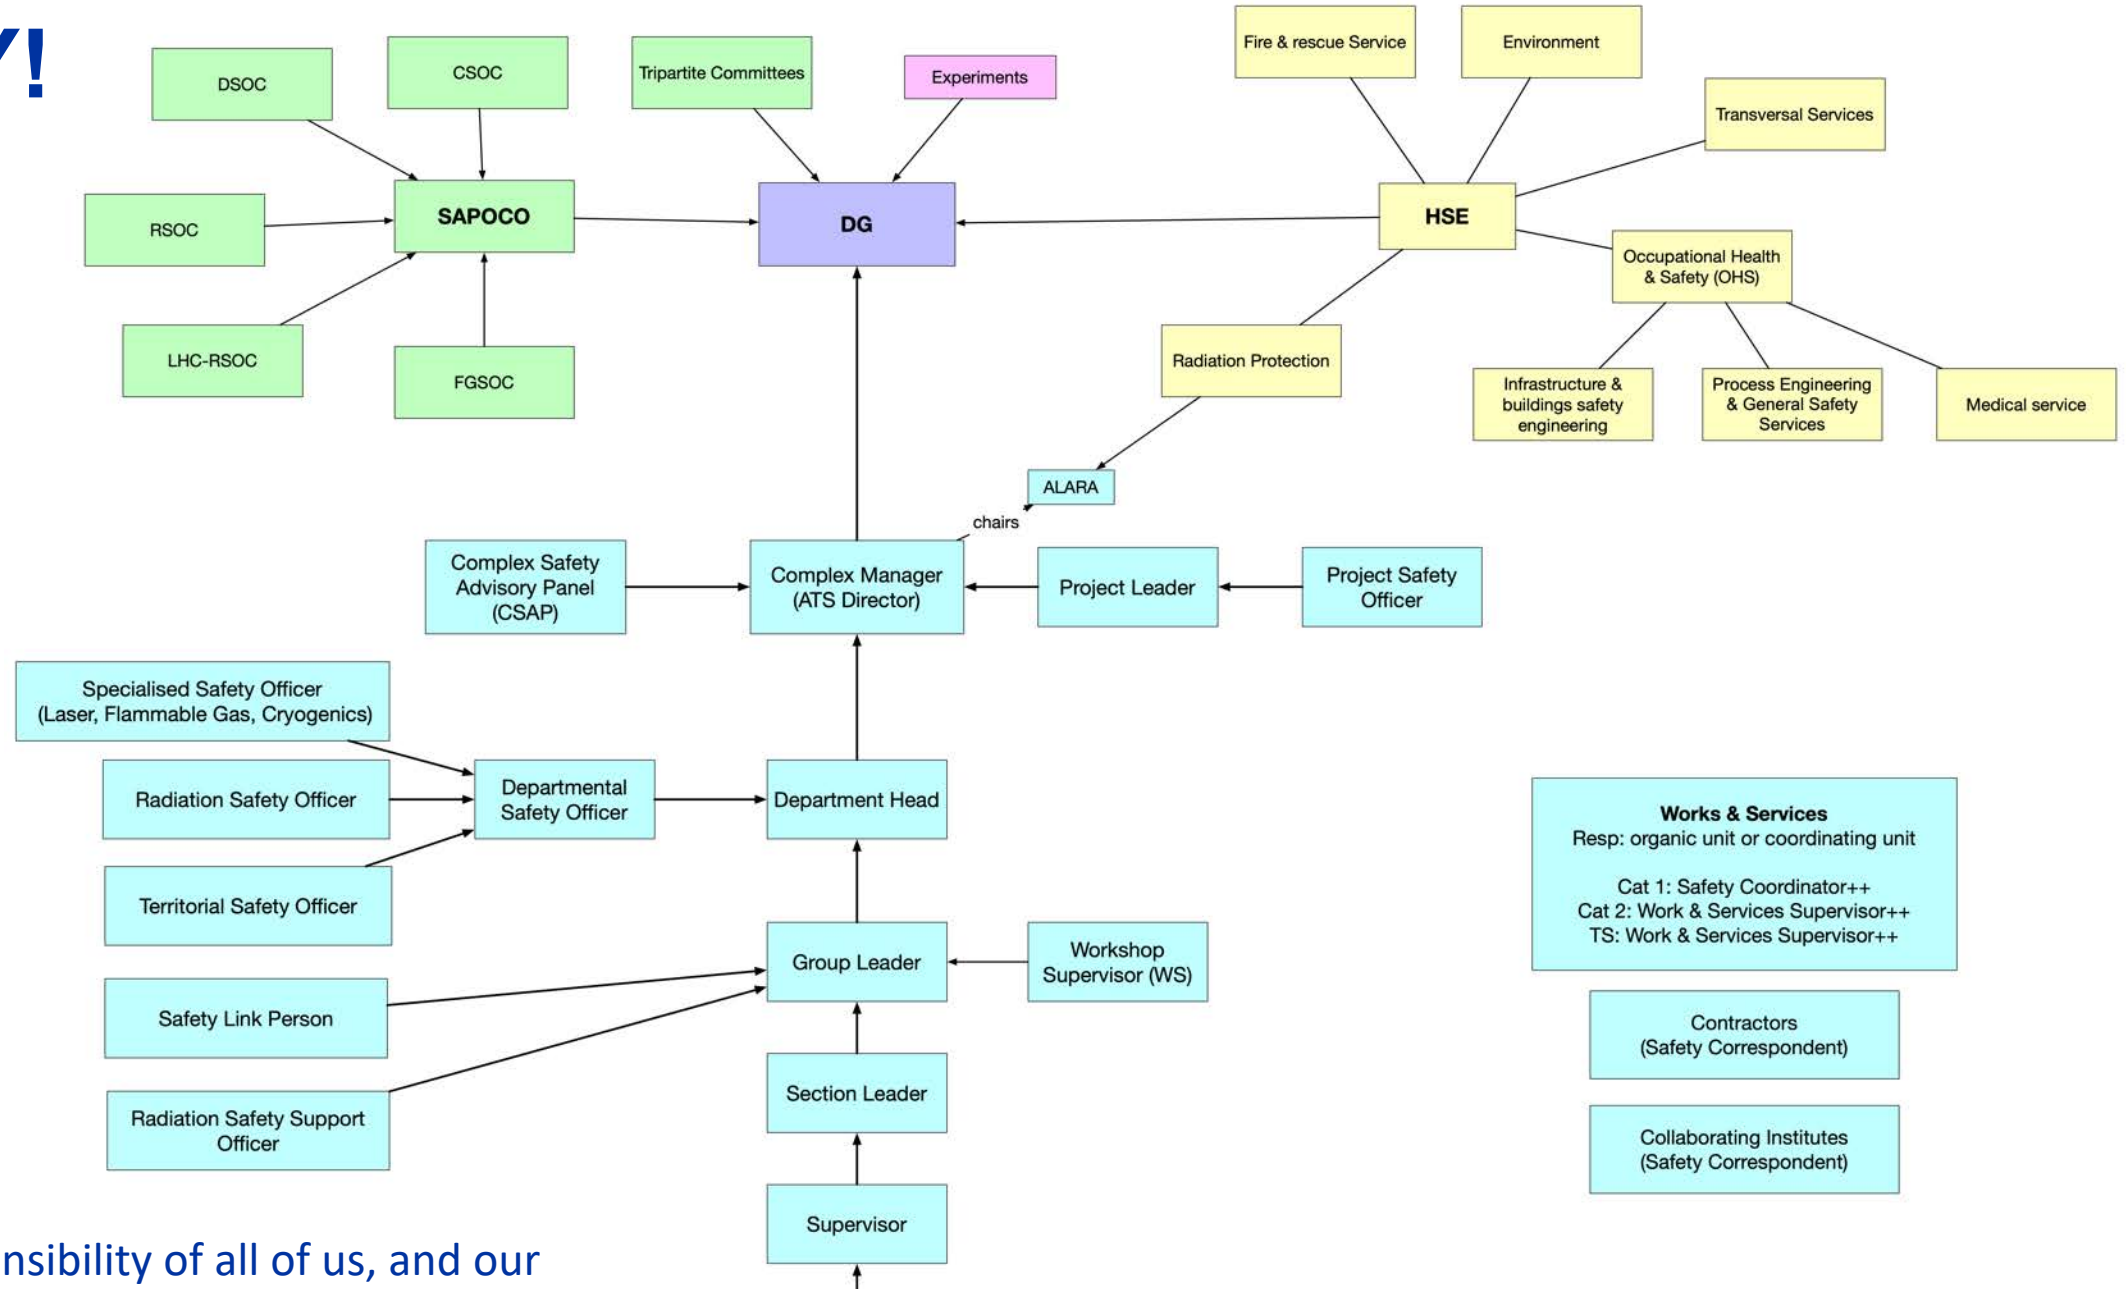 Y!
DSOC
CSOC
Tripartite Committees
Experiments
Fire & rescue Service
Environment
Transversal Services
RSOC
SAPOCO
DG
HSE
Occupational Health
& Safety (OHS)
LHC-RSOC
FGSOC
Radiation Protection
Infrastructure &
buildings safety
engineering
Process Engineering
& General Safety
Services
Medical service
ALARA
chairs
Complex Safety
Advisory Panel
(CSAP)
Complex Manager
(ATS Director)
Project Leader
Project Safety
Officer
Specialised Safety Officer
(Laser, Flammable Gas, Cryogenics)
Radiation Safety Officer
Departmental
Safety Officer
Department Head
Territorial Safety Officer
Works & Services
Resp: organic unit or coordinating unit
Cat 1: Safety Coordinator++
Cat 2: Work & Services Supervisor++
TS: Work & Services Supervisor++
Group Leader
Workshop
Supervisor (WS)
Safety Link Person
Contractors
(Safety Correspondent)
Section Leader
Radiation Safety Support
Officer
Collaborating Institutes
(Safety Correspondent)
Supervisor
nsibility of all of us, and our